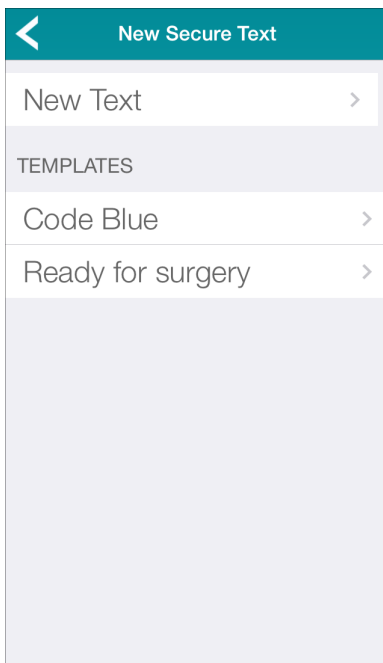 New Secure Text
New Text
TEMPLATES
Code Blue
Ready for surgery